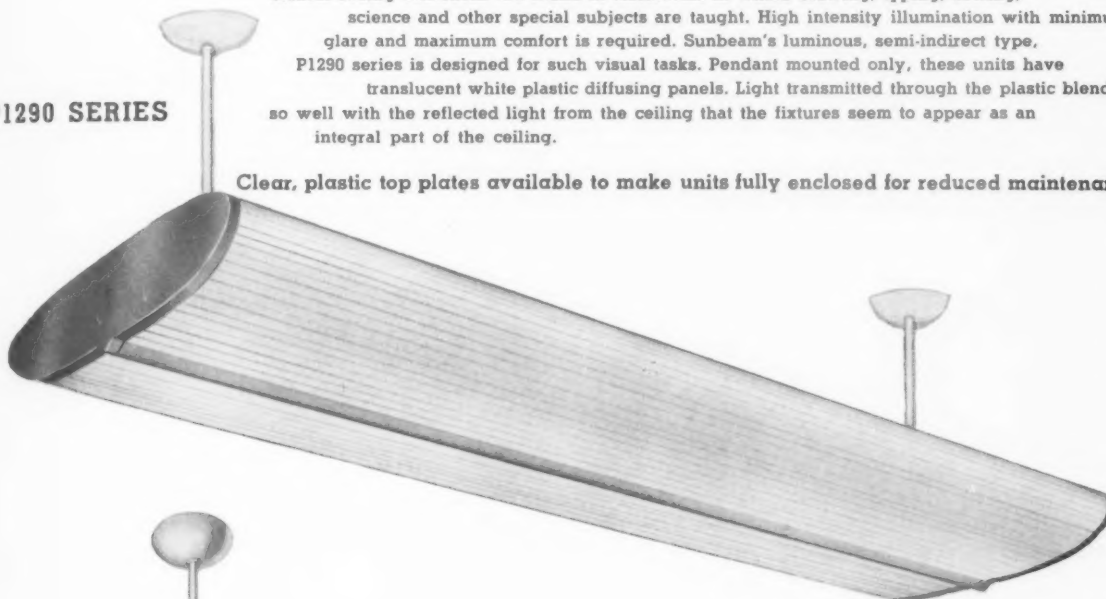 science and other special subjects are taught. High intensity illumination with minimu
glare and maximum comfort is required. Sunbeam's luminous, semi-indirect type,
P1290 series is designed for such visual tasks. Pendant mounted only, these units have
translucent white plastic diffusing panels. Light transmitted through the plastic blend
so well with the reflected light from the ceiling that the fixtures seem to appear as an
integral part of the ceiling.
1290 SERIES
Clear, plastic top plates available to make units fully enclosed for reduced maintena